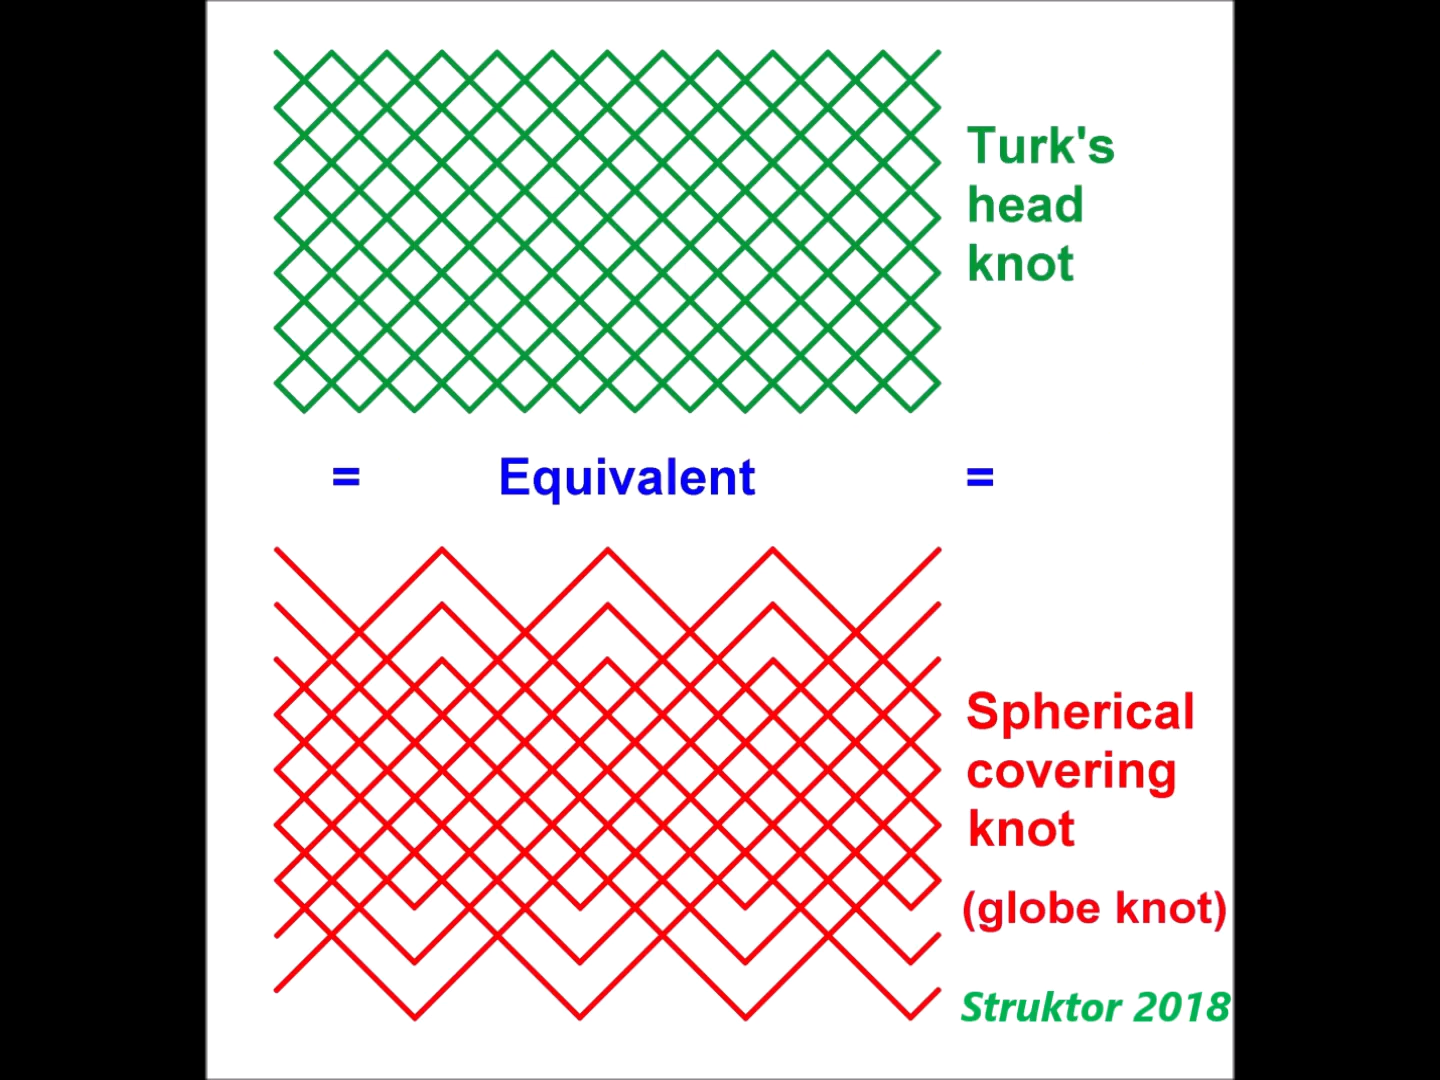 Turk's
head
knot
= Equivalent =
Spherical
covering
knot
(globe knot)
Struktor 2018